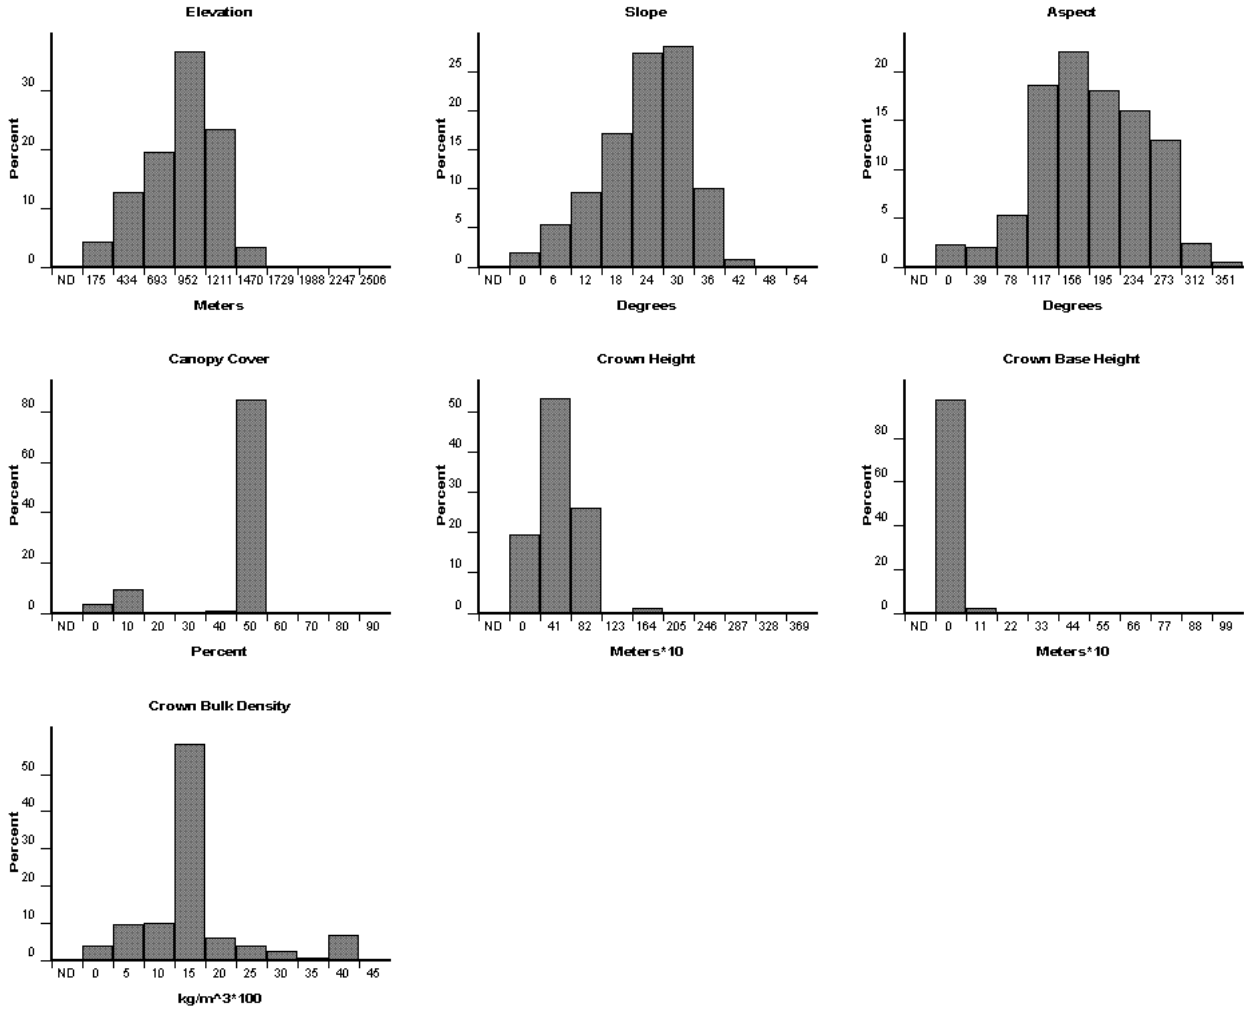 Elevation
Percent
30
20
10
0
ND 175 434 693 952 1211 1470 1729 1988 2247 2506
Meters
Slope
Percent
25
20
15
10
5
0
ND 0 6 12 18 24 30 36 42 48 54
Degrees
Aspect
Percent
20
15
10
5
0
ND 0 39 78 117 156 195 234 273 312 351
Degrees
Canopy Cover
Percent
80
60
40
20
0
ND 0 10 20 30 40 50 60 70 80 90
Percent
Crown Height
Percent
50
40
30
20
10
0
ND 0 41 82 123 164 205 246 287 328 369
Meters*10
Crown Base Height
Percent
80
60
40
20
0
ND 0 11 22 33 44 55 66 77 88 99
Meters*10
Crown Bulk Density
Percent
50
40
30
20
10
0
ND 0 5 10 15 20 25 30 35 40 45
kg/m^3*100